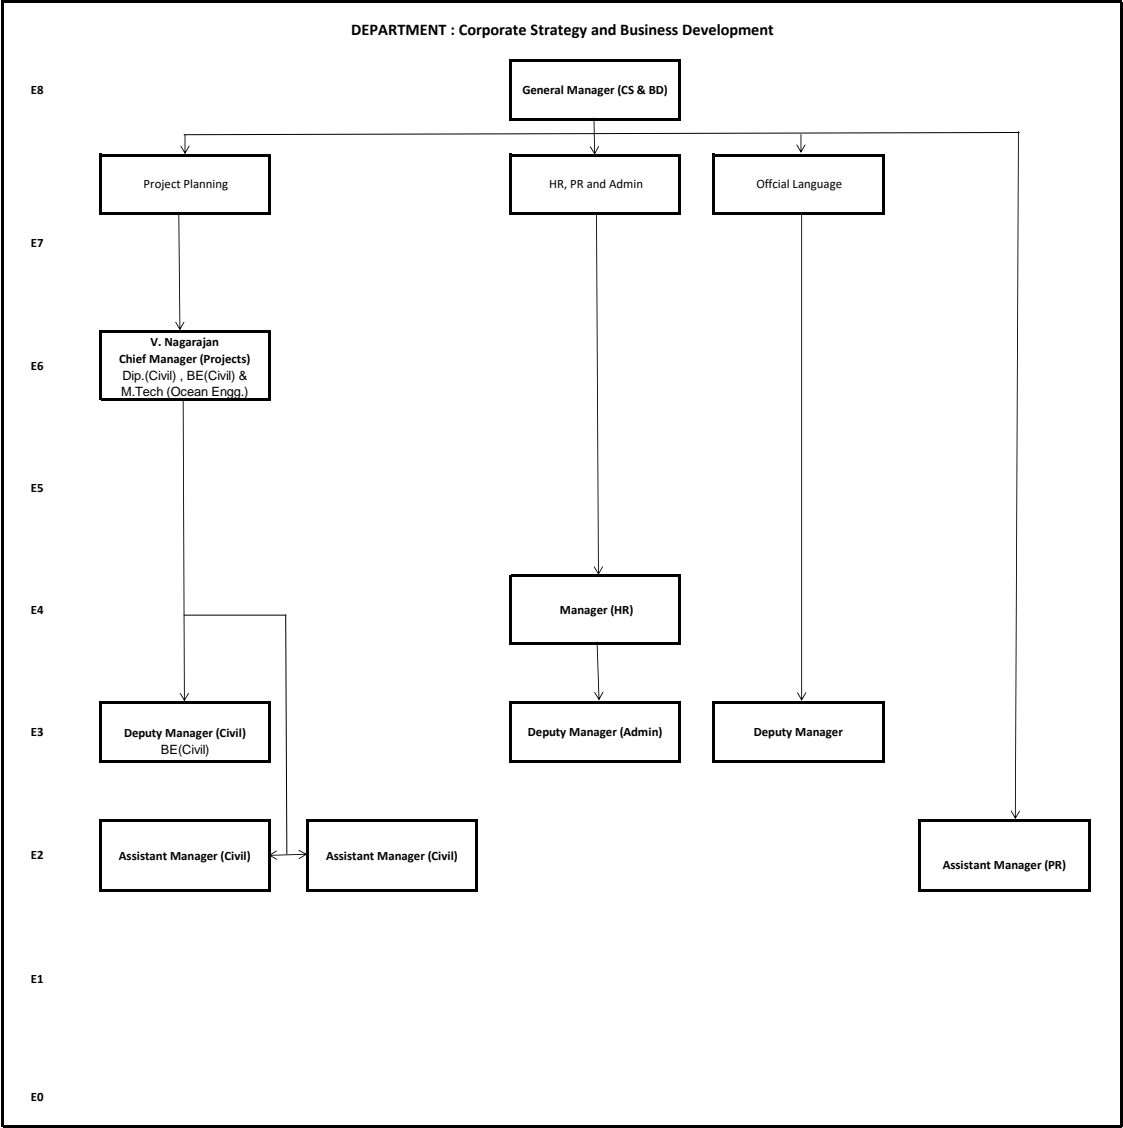 DEPARTMENT : Corporate Strategy and Business Development
E8
General Manager (CS & BD)
Project Planning
HR, PR and Admin
Offcial Language
E7
V. Nagarajan
Chief Manager (Projects)
Dip.(Civil) , BE(Civil) &
M.Tech (Ocean Engg.)
E6
E5
E4
Manager (HR)
E3
Deputy Manager (Civil)
BE(Civil)
Deputy Manager (Admin)
Deputy Manager
E2
Assistant Manager (Civil)
Assistant Manager (Civil)
Assistant Manager (PR)
E1
E0